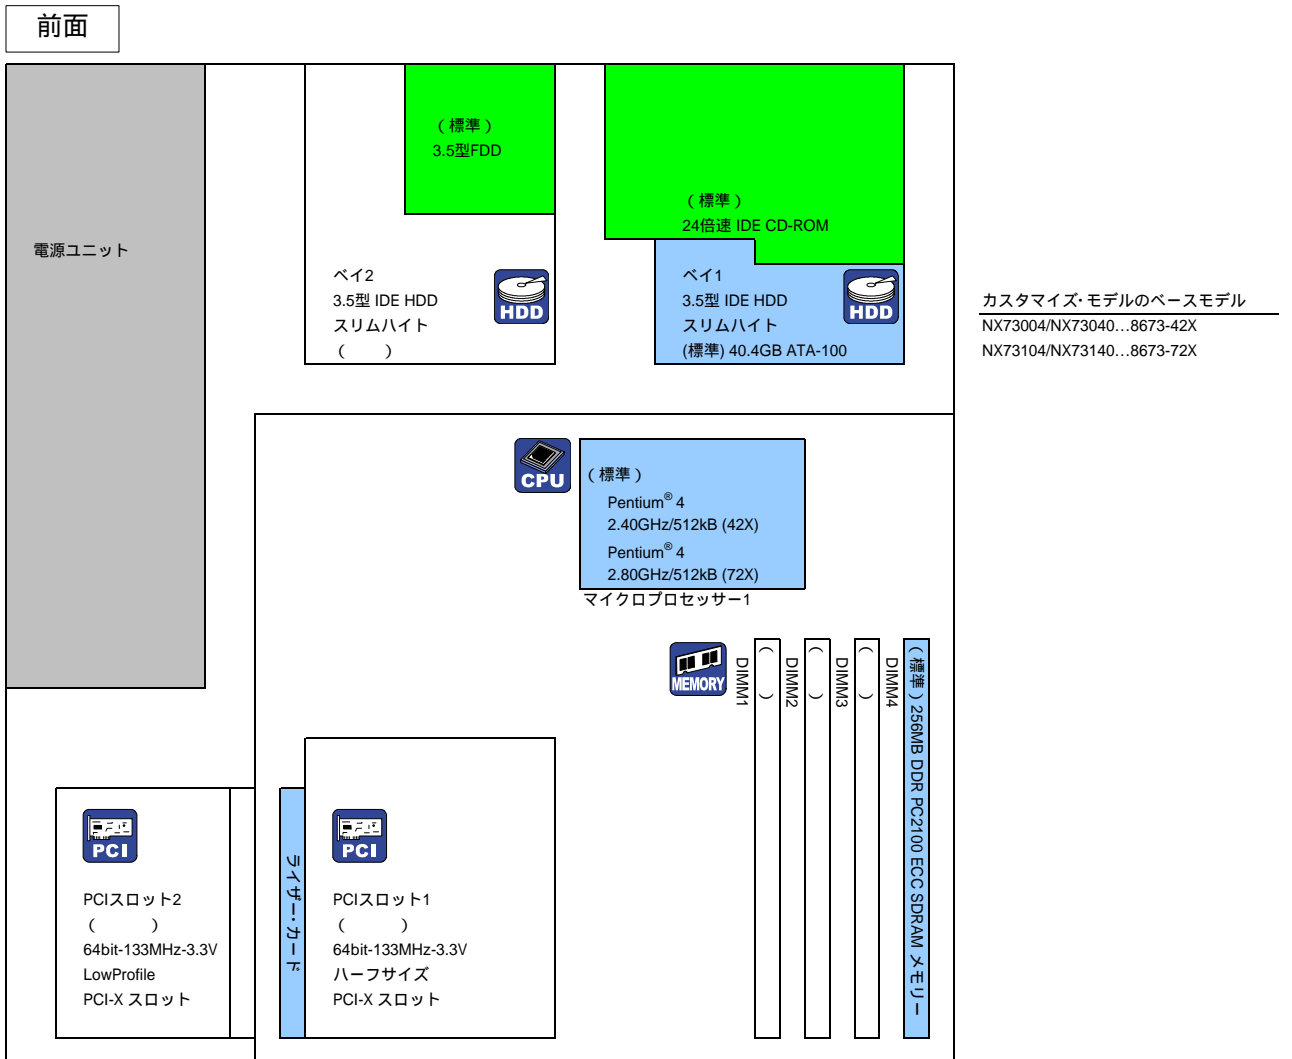 前面
電源ユニット
（標準）
3.5型FDD
（標準）
24倍速 IDE CD-ROM
ベイ2
3.5型 IDE HDD
スリムハイト
（　　）
HDD
ベイ1
3.5型 IDE HDD
スリムハイト
(標準) 40.4GB ATA-100
HDD
カスタマイズ･モデルのベースモデル
NX73004/NX73040…8673-42X
NX73104/NX73140…8673-72X
CPU
（標準）
Pentium® 4
2.40GHz/512kB (42X)
Pentium® 4
2.80GHz/512kB (72X)
マイクロプロセッサー1
MEMORY
DIMM1
（　　）
DIMM2
（　　）
DIMM3
（　　）
DIMM4
（標準）256MB DDR PC2100 ECC SDRAM メモリー
PCI
PCIスロット2
（　　　）
64bit-133MHz-3.3V
LowProfile
PCI-X スロット
ライザー･カード
PCI
PCIスロット1
（　　　）
64bit-133MHz-3.3V
ハーフサイズ
PCI-X スロット